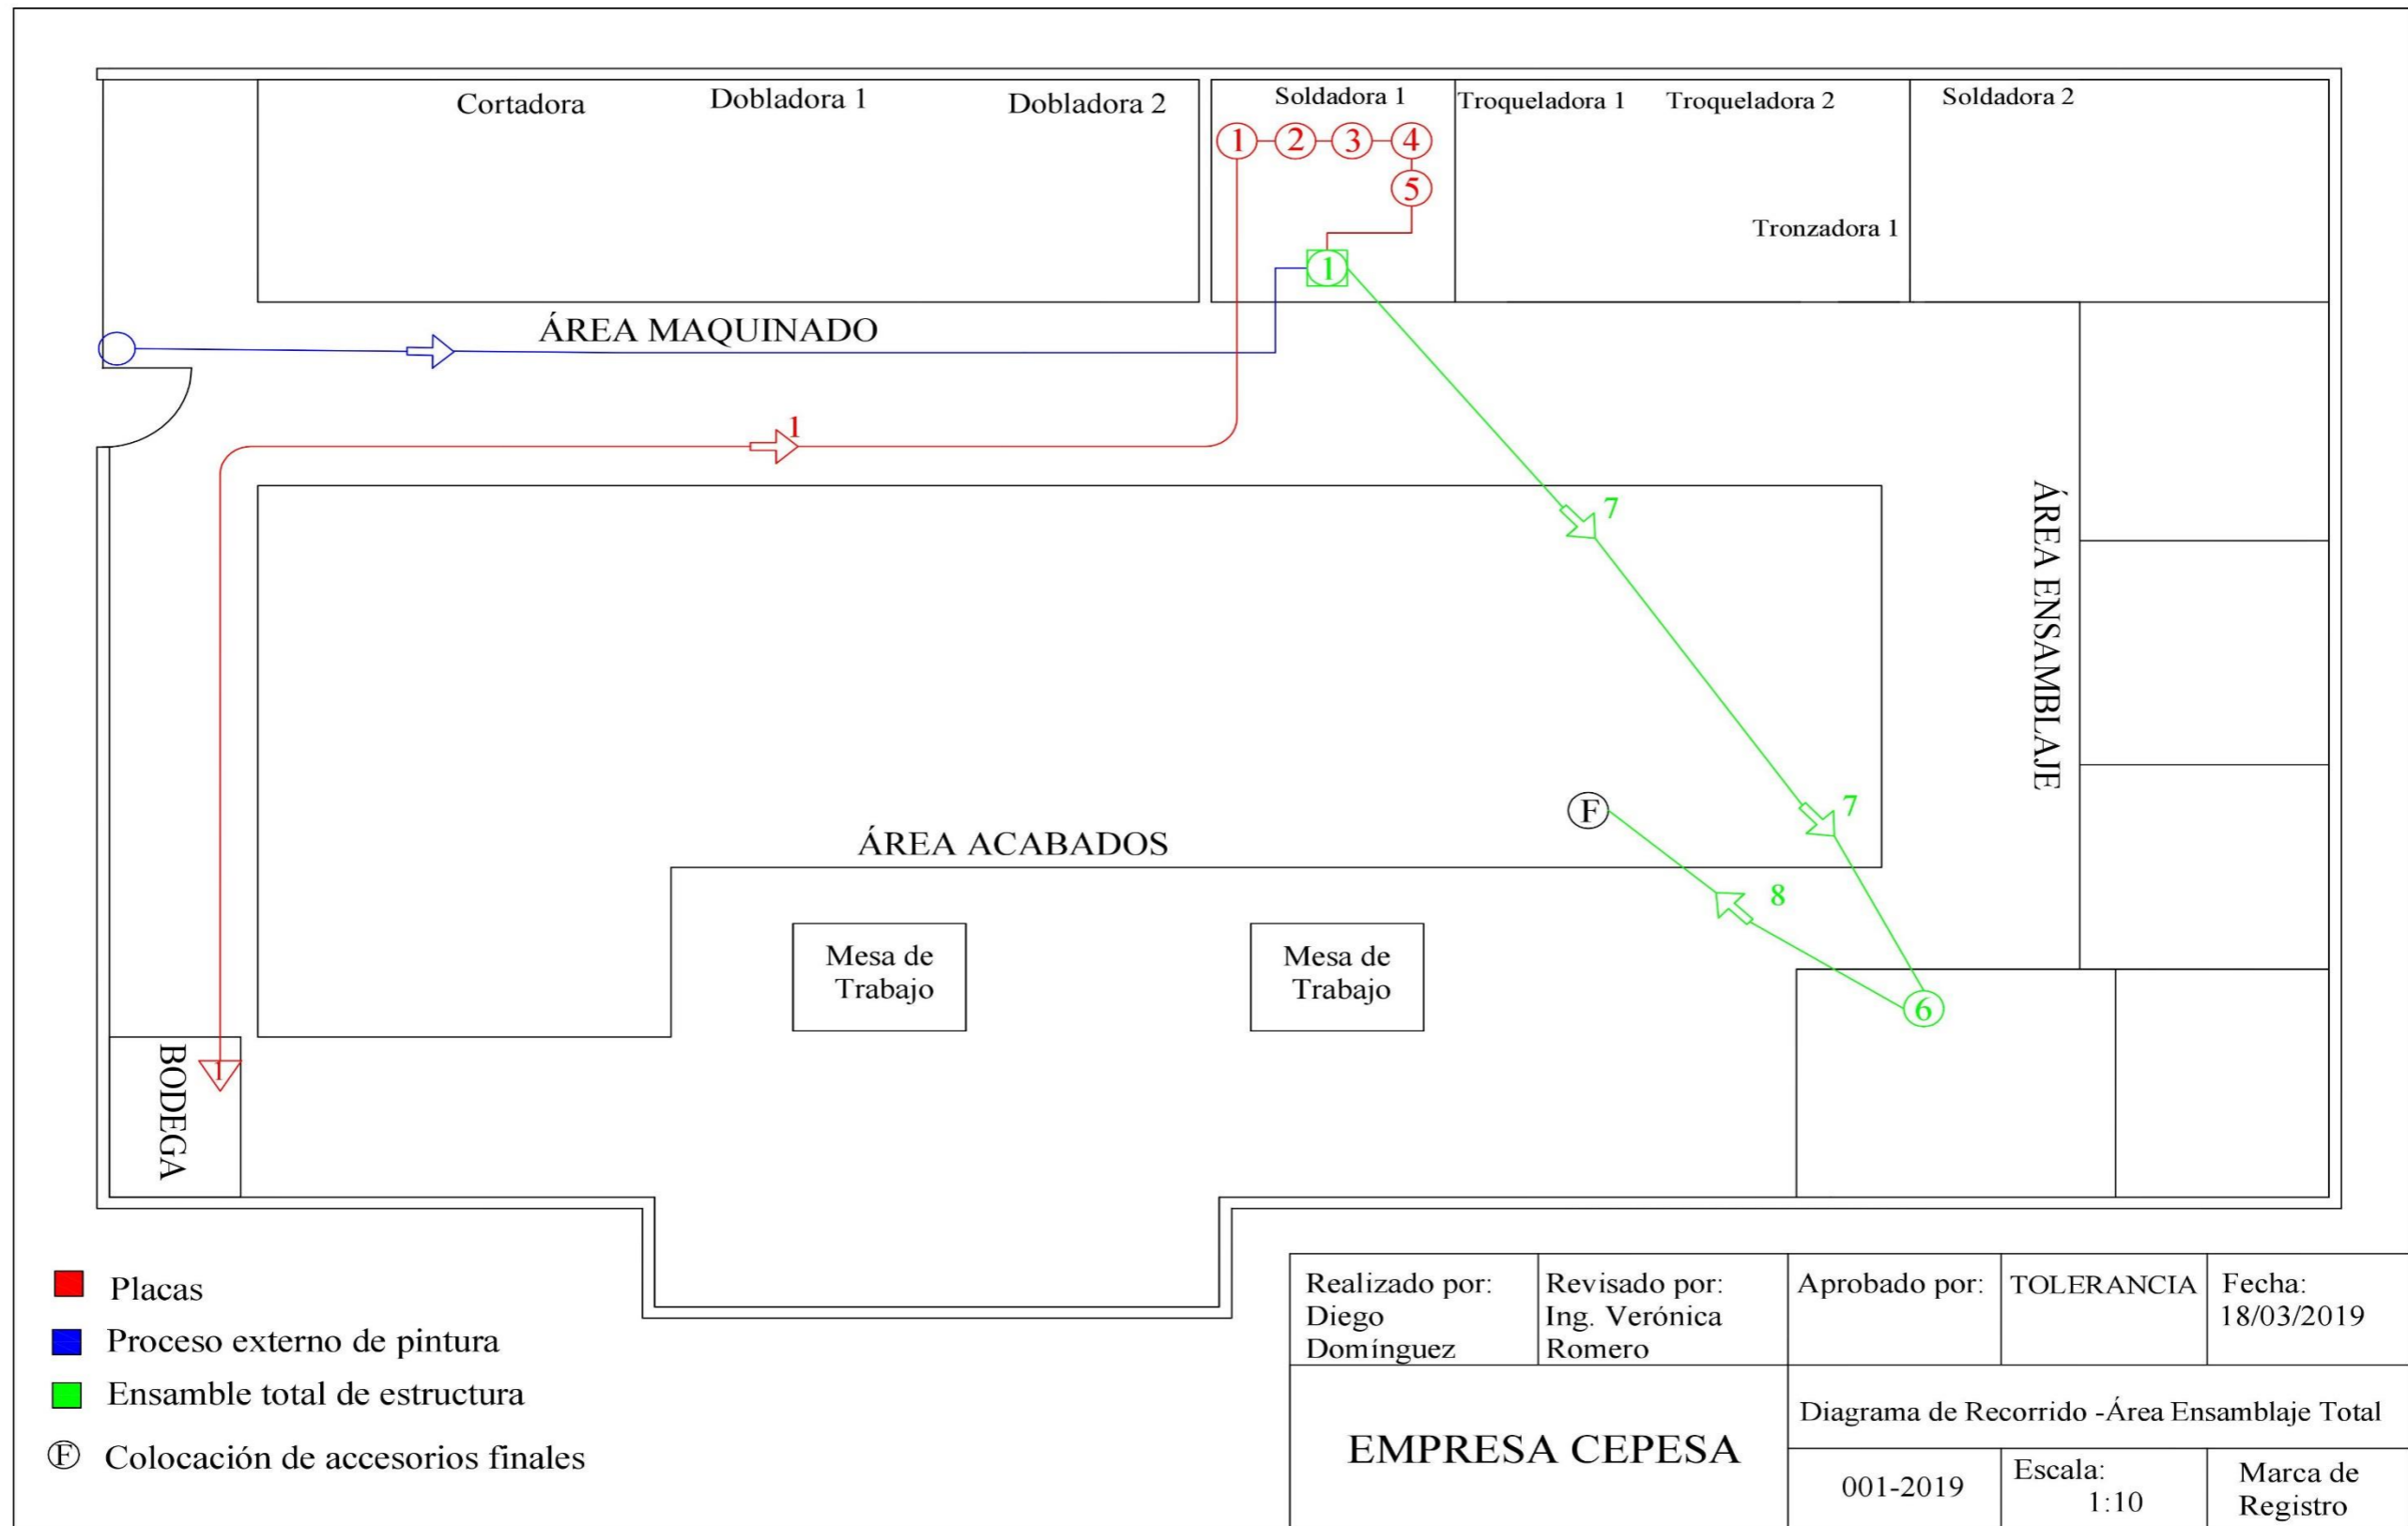 Cortadora
Dobladora 1
Dobladora 2
Soldadora 1
Troqueladora 1
Troqueladora 2
Soldadora 2
1
2
3
4
5
Tronzadora 1
1
ÁREA MAQUINADO
1
7
ÁREA ENSAMBLAJE
7
F
ÁREA ACABADOS
8
Mesa de
Trabajo
Mesa de
Trabajo
6
BODEGA
1
Placas
Proceso externo de pintura
Ensamble total de estructura
F Colocación de accesorios finales
Realizado por:
Diego
Domínguez
Revisado por:
Ing. Verónica
Romero
Aprobado por:
TOLERANCIA
Fecha:
18/03/2019
EMPRESA CEPESA
Diagrama de Recorrido -Área Ensamblaje Total
001-2019
Escala:
1:10
Marca de
Registro